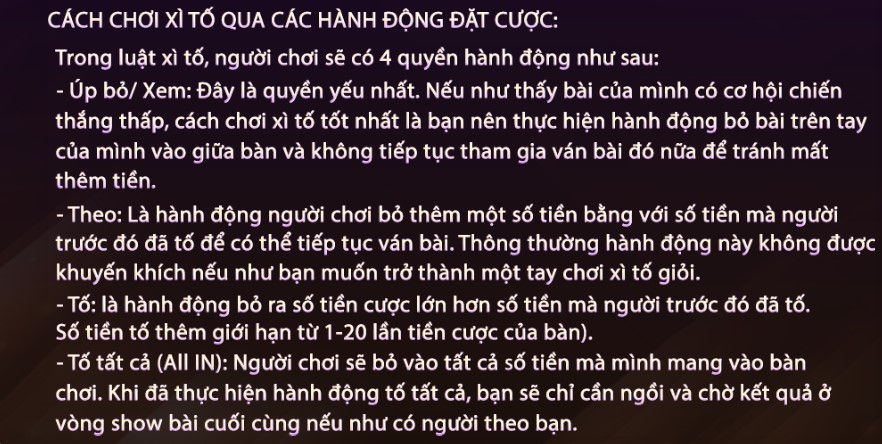 CÁCH CHƠI XÌ TỐ QUA CÁC HÀNH ĐỘNG ĐẶT CƯỢC:
Trong luật xì tố, người chơi sẽ có 4 quyền hành động như sau:
- Úp bỏ/ Xem: Đây là quyền yếu nhất. Nếu như thấy bài của mình có cơ hội chiến
thắng thấp, cách chơi xì tố tốt nhất là bạn nên thực hiện hành động bỏ bài trên tay
của mình vào giữa bàn và không tiếp tục tham gia ván bài đó nữa để tránh mất
thêm tiền.
- Theo: Là hành động người chơi bỏ thêm một số tiền bằng với số tiền mà người
trước đó đã tố để có thể tiếp tục ván bài. Thông thường hành động này không được
khuyến khích nếu như bạn muốn trở thành một tay chơi xì tố giỏi.
- Tố: là hành động bỏ ra số tiền cược lớn hơn số tiền mà người trước đó đã tố.
Số tiền tố thêm giới hạn từ 1-20 lần tiền cược của bàn).
- Tố tất cả (All IN): Người chơi sẽ bỏ vào tất cả số tiền mà mình mang vào bàn
chơi. Khi đã thực hiện hành động tố tất cả, bạn sẽ chỉ cần ngồi và chờ kết quả ở
vòng show bài cuối cùng nếu như có người theo bạn.